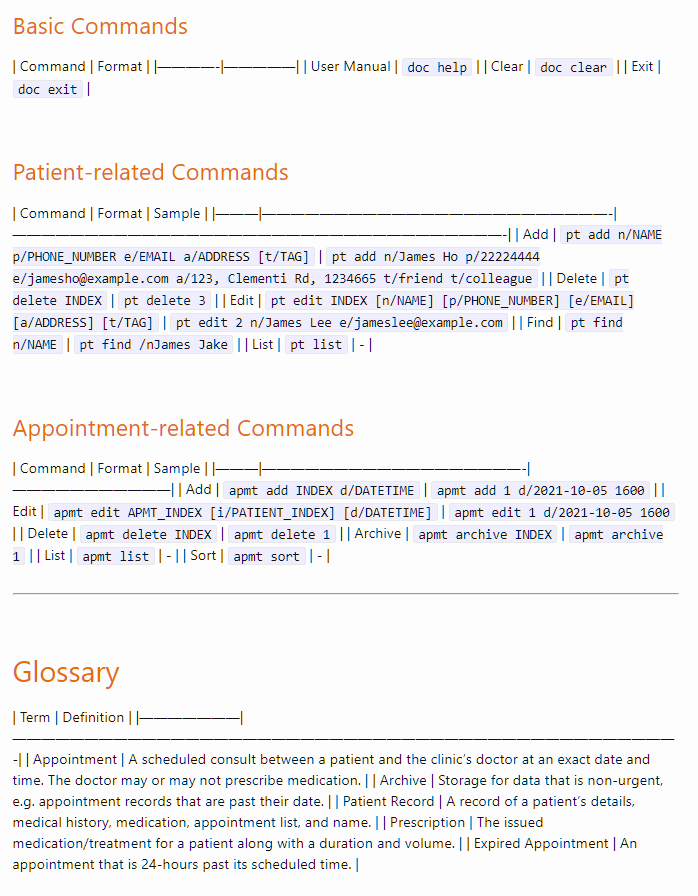 Basic Commands
| Command | Format | |————-|—————| | User Manual | doc help | | Clear | doc clear | | Exit |
doc exit |
Patient-related Commands
| Command | Format | Sample | |———|————————————————————————-|
——————————————————————————————————-| | Add | pt add n/NAME
p/PHONE_NUMBER e/EMAIL a/ADDRESS [t/TAG] | pt add n/James Ho p/22224444
e/jamesho@example.com a/123, Clementi Rd, 1234665 t/friend t/colleague | | Delete | pt
delete INDEX | pt delete 3 | | Edit | pt edit INDEX [n/NAME] [p/PHONE_NUMBER] [e/EMAIL]
[a/ADDRESS] [t/TAG] | pt edit 2 n/James Lee e/jameslee@example.com | | Find | pt find
n/NAME | pt find /nJames Jake | | List | pt list | - |
Appointment-related Commands
| Command | Format | Sample | |———|——————————————————-|
———————————| | Add | apmt add INDEX d/DATETIME | apmt add 1 d/2021-10-05 1600 | |
Edit | apmt edit APMT_INDEX [i/PATIENT_INDEX] [d/DATETIME] | apmt edit 1 d/2021-10-05 1600
| | Delete | apmt delete INDEX | apmt delete 1 | | Archive | apmt archive INDEX | apmt archive
1 | | List | apmt list | - | | Sort | apmt sort | - |
Glossary
| Term | Definition | |———————|
——————————————————————————————————————————————-
-| | Appointment | A scheduled consult between a patient and the clinic’s doctor at an exact date and
time. The doctor may or may not prescribe medication. | | Archive | Storage for data that is non-urgent,
e.g. appointment records that are past their date. | | Patient Record | A record of a patient’s details,
medical history, medication, appointment list, and name. | | Prescription | The issued
medication/treatment for a patient along with a duration and volume. | | Expired Appointment | An
appointment that is 24-hours past its scheduled time. |